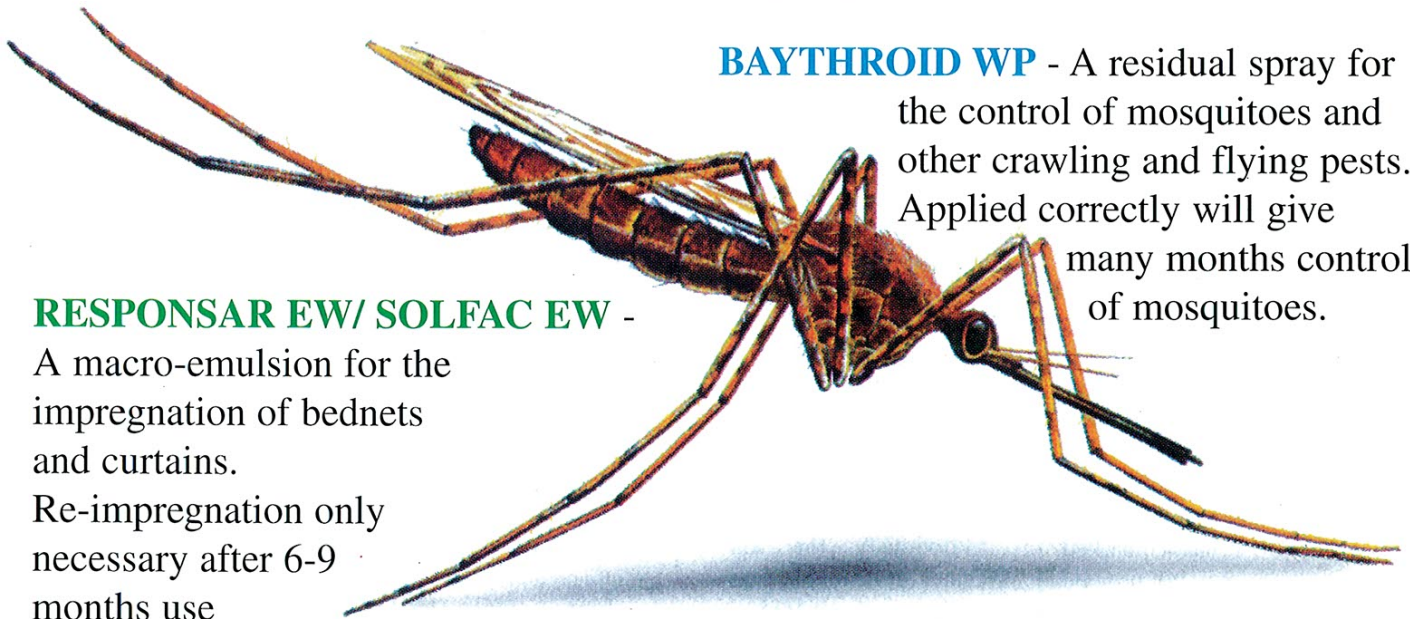 BAYTHROID WP - A residual spray for
the control of mosquitoes and
other crawling and flying pests.
Applied correctly will give
many months control
of mosquitoes.
RESPONSAR EW/ SOLFAC EW -
A macro-emulsion for the
impregnation of bednets
and curtains.
Re-impregnation only
necessary after 6-9
months use